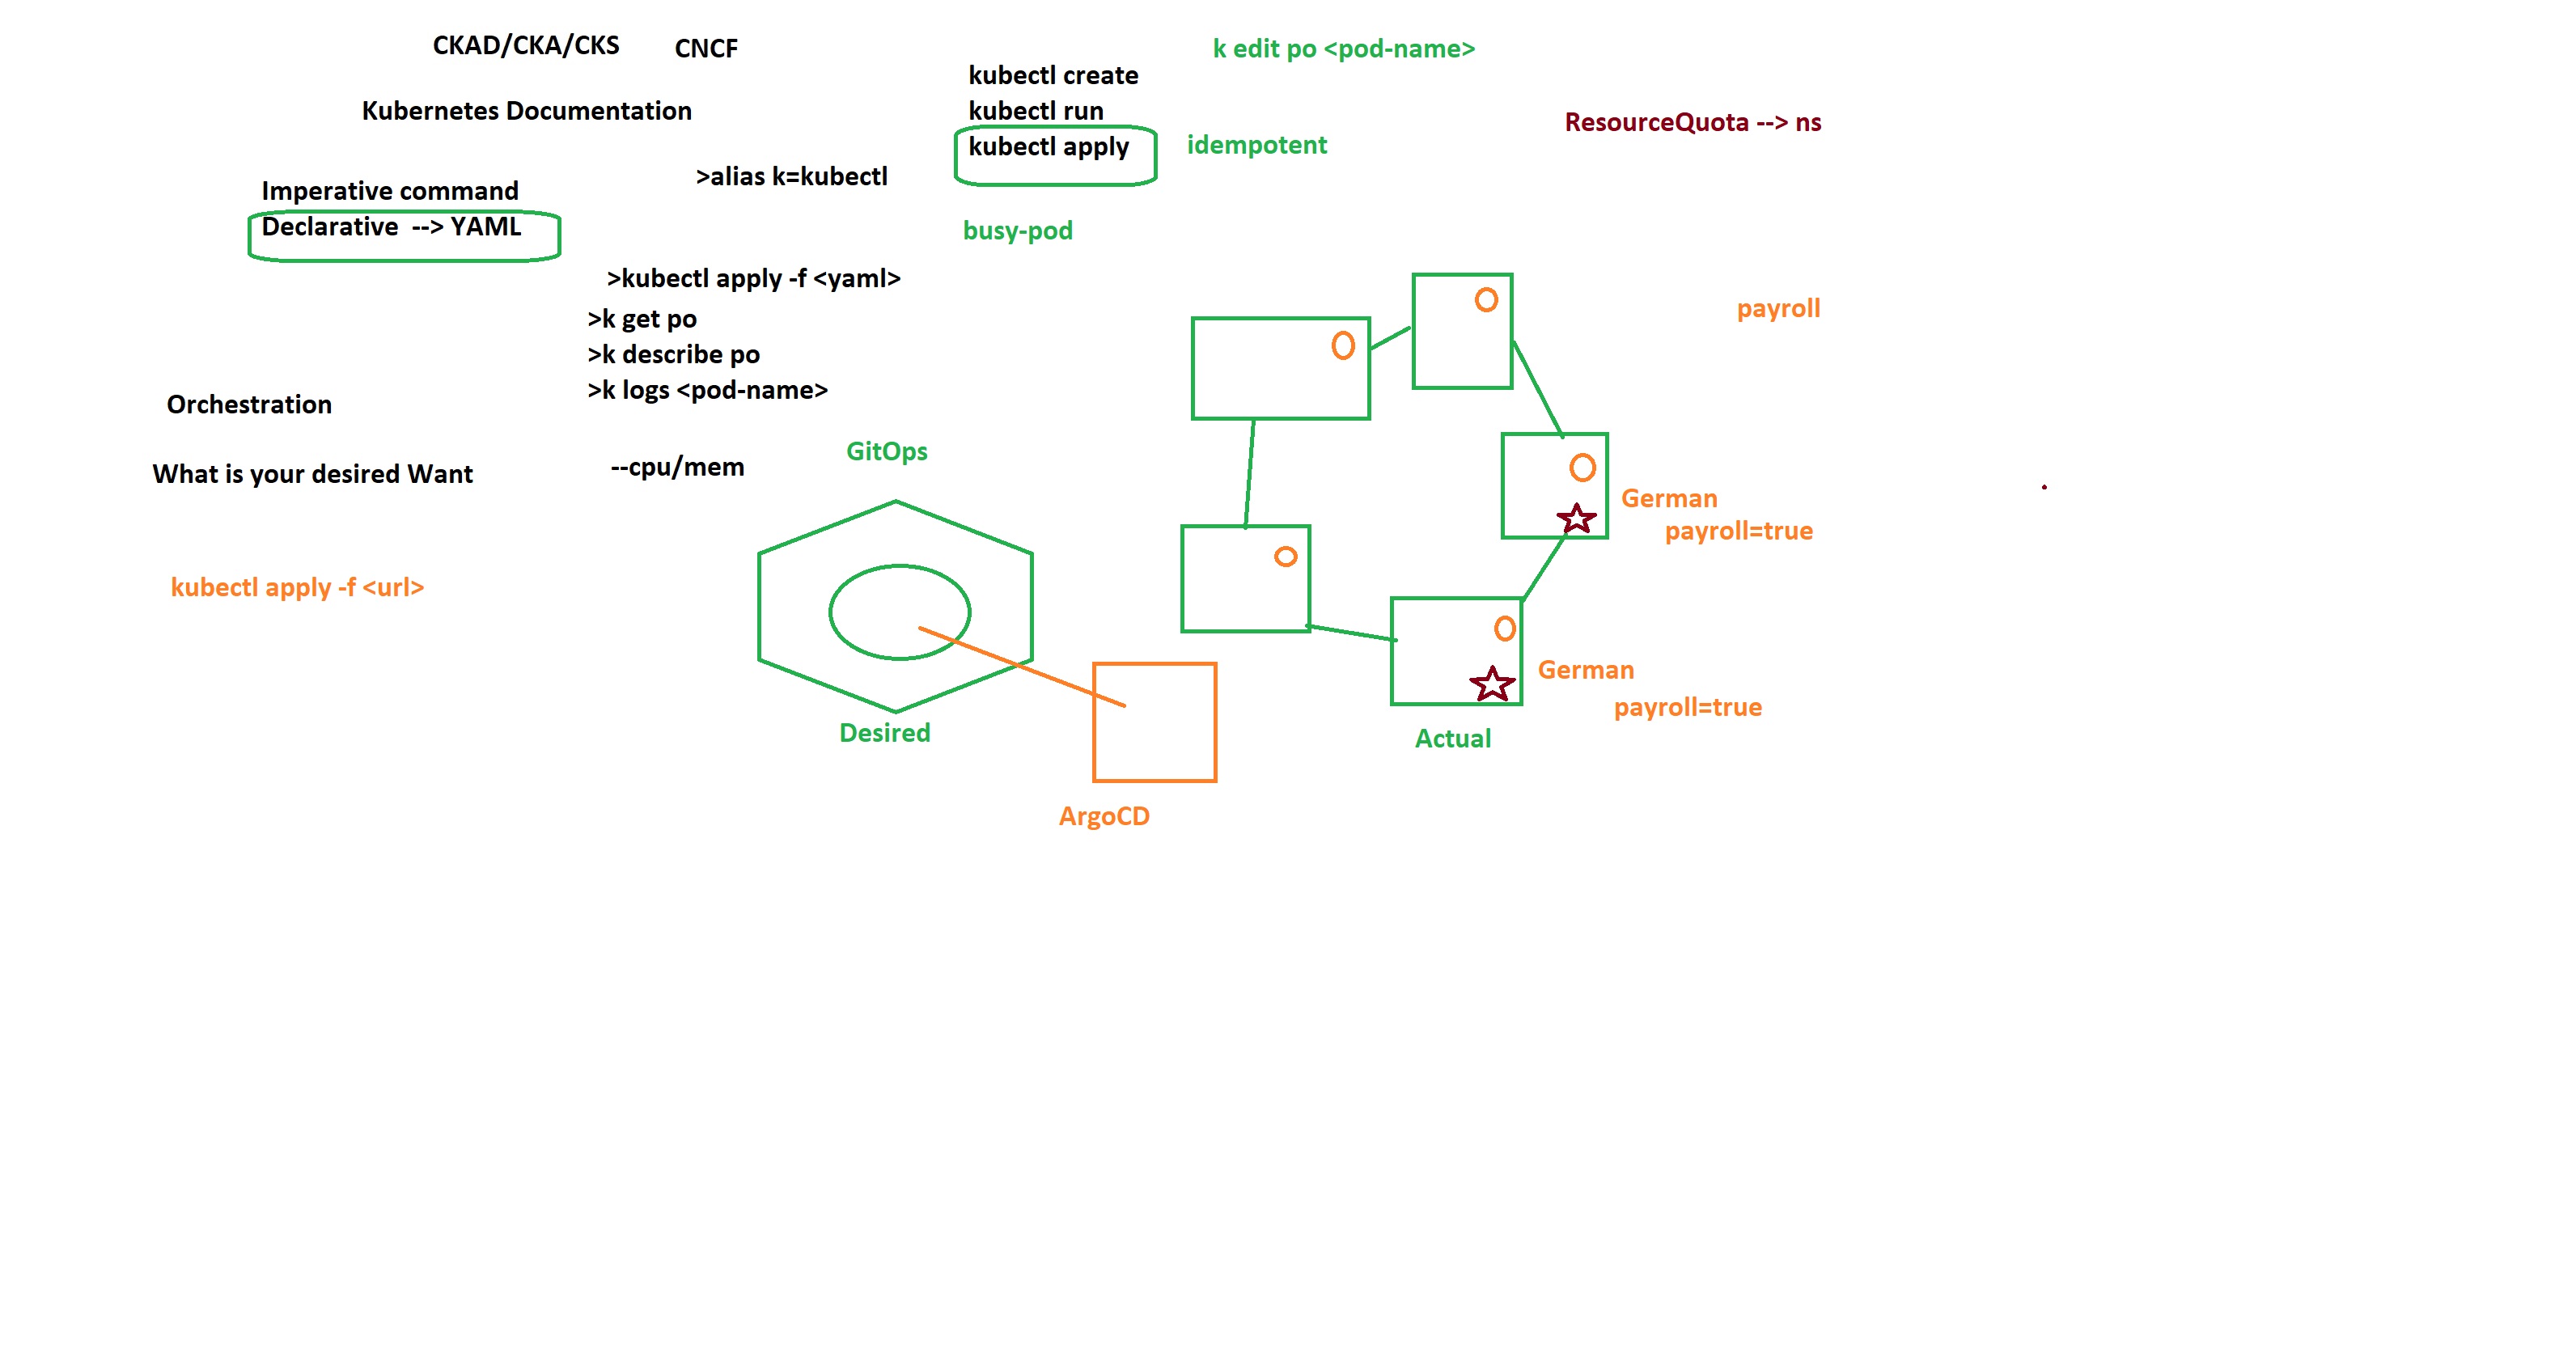 CKAD/CKA/CKS
CNCF
k edit po <pod-name>
kubectl create
kubectl run
kubectl apply
idempotent
ResourceQuota --> ns
Kubernetes Documentation
>alias k=kubectl
Imperative command
Declarative --> YAML
busy-pod
>kubectl apply -f <yaml>
>k get po
>k describe po
>k logs <pod-name>
payroll
Orchestration
GitOps
--cpu/mem
What is your desired Want
German
payroll=true
kubectl apply -f <url>
German
payroll=true
Desired
Actual
ArgoCD